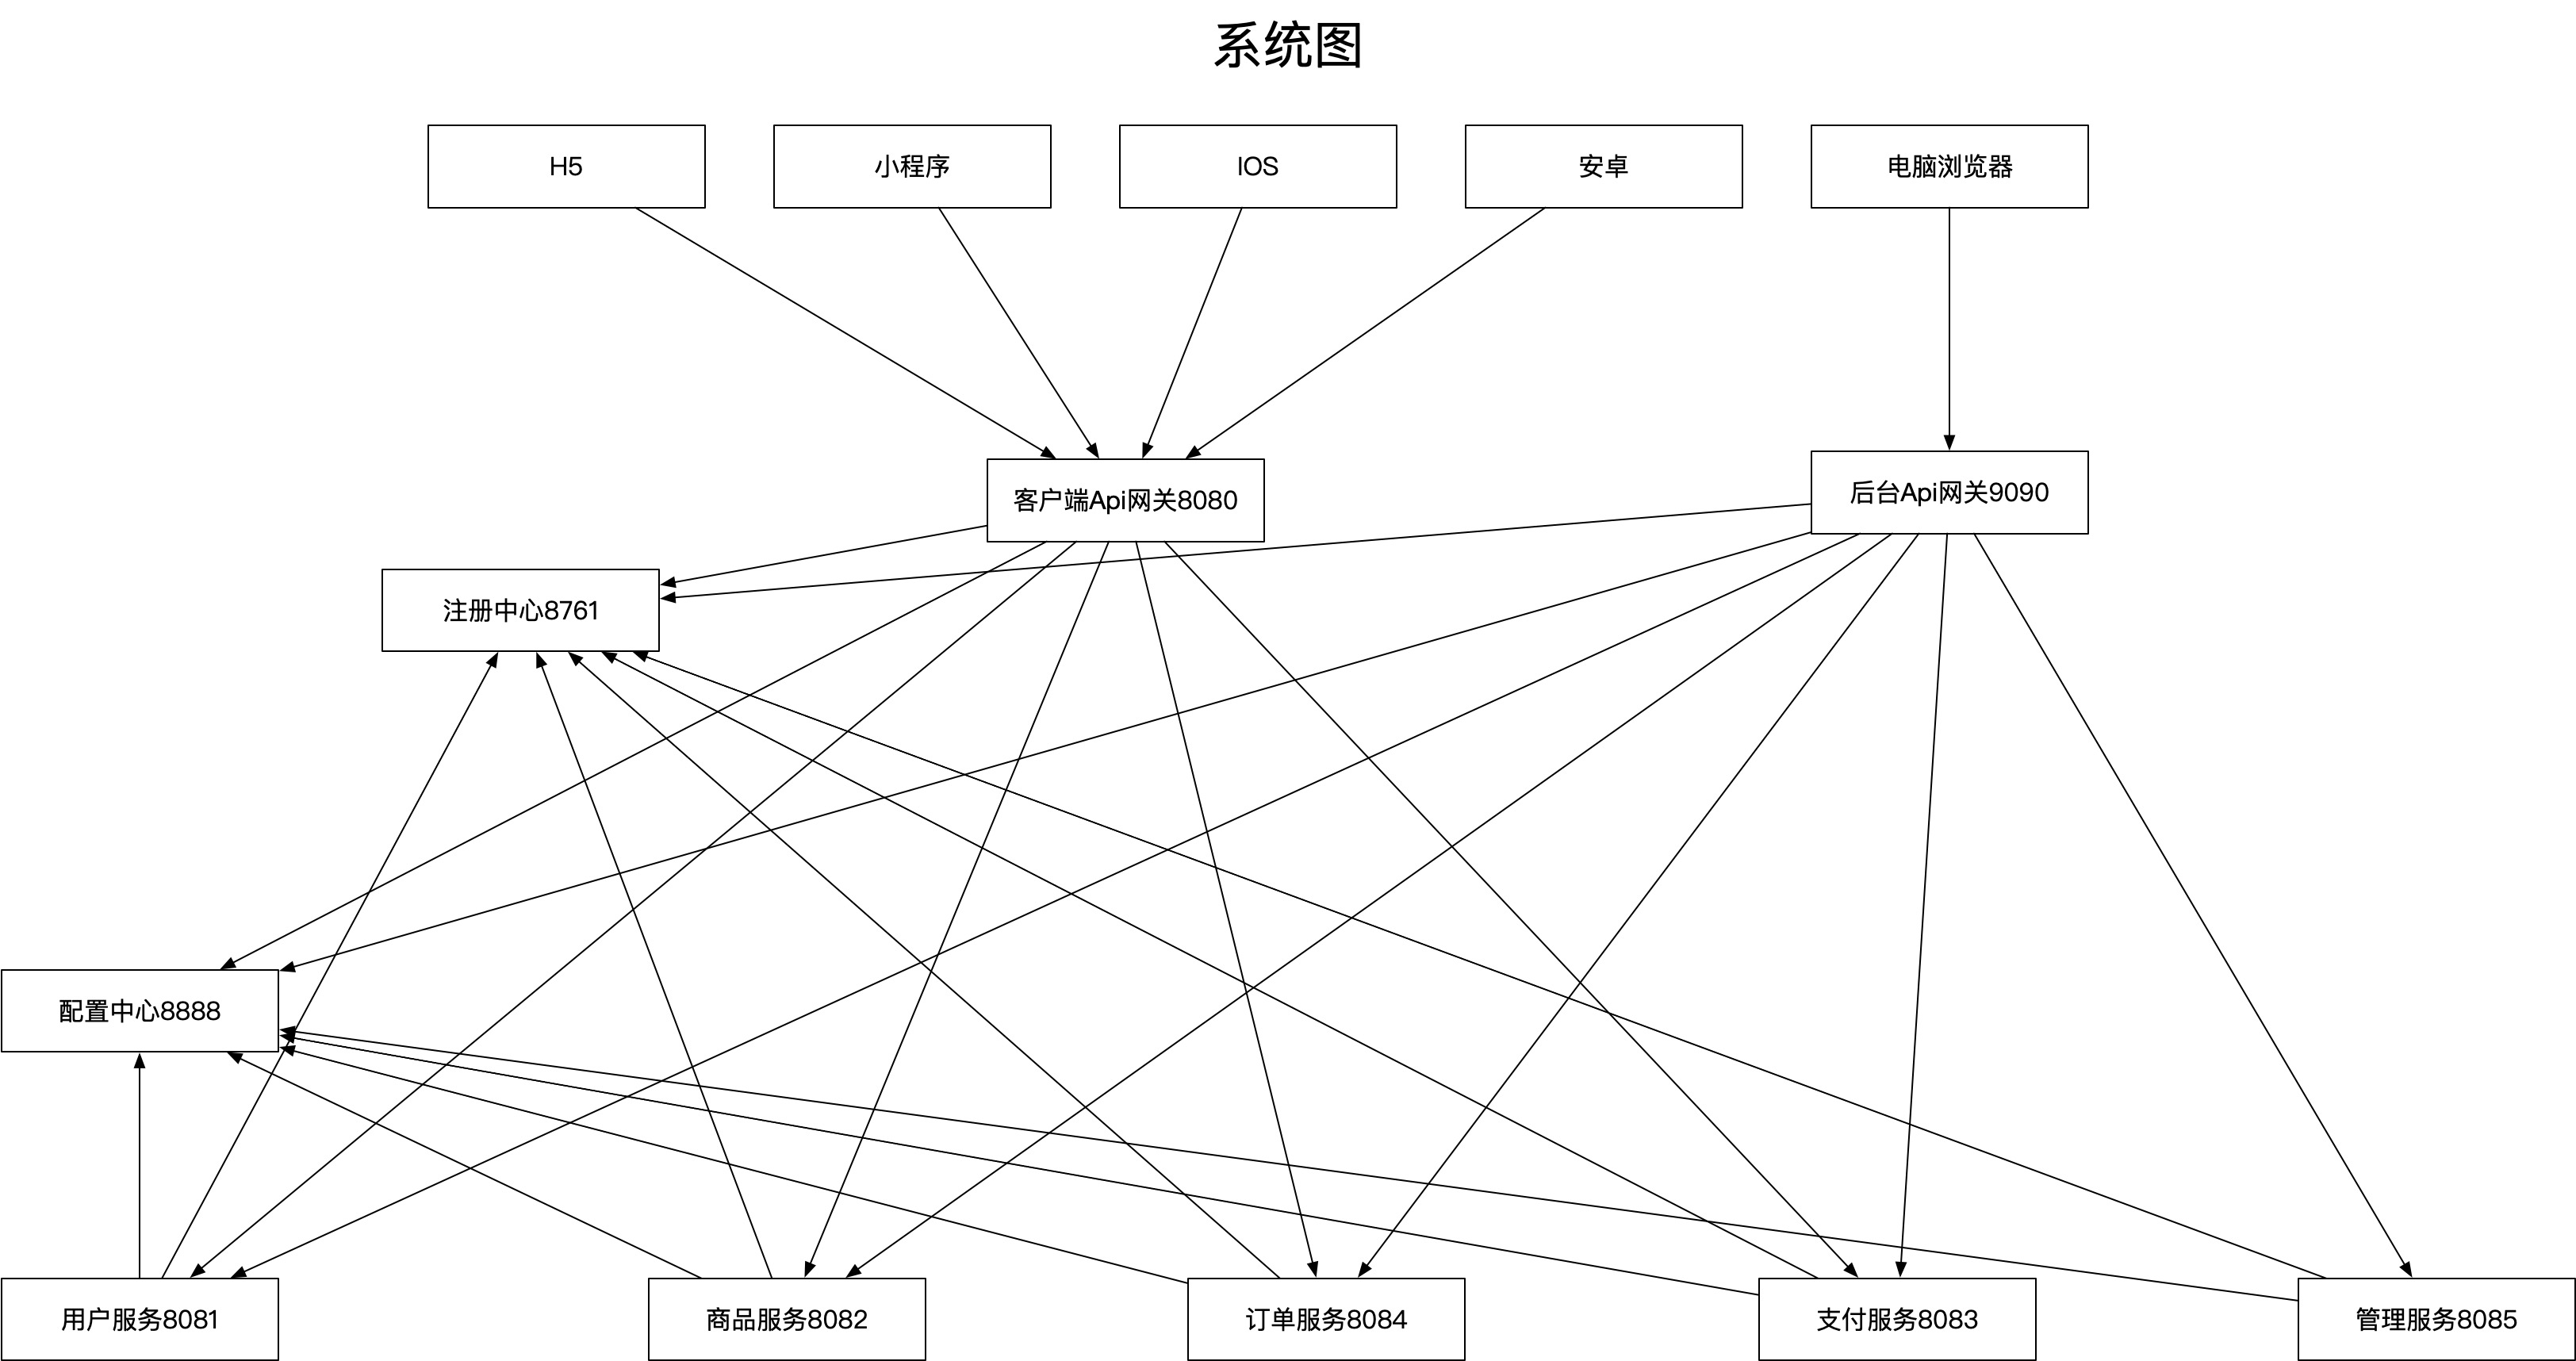 系统图
H5
小程序
IOS
安卓
电脑浏览器
客户端Api网关8080
后台Api网关9090
注册中心8761
配置中心8888
用户服务8081
商品服务8082
订单服务8084
支付服务8083
管理服务8085